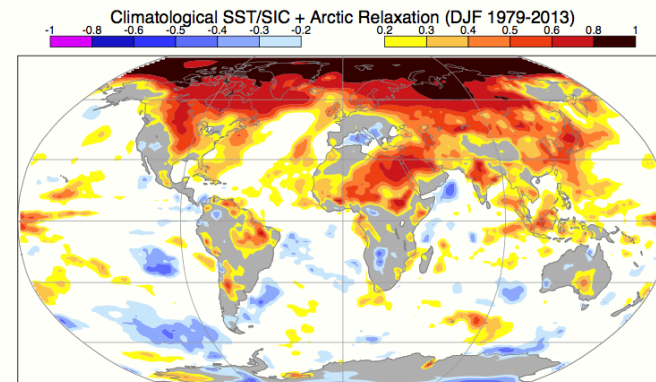 Climatological SST/SIC + Arctic Relaxation (DJF 1979-2013)
-1 -0.8 -0.6 -0.5 -0.4 -0.3 -0.2 0.2 0.3 0.4 0.5 0.6 0.8 1